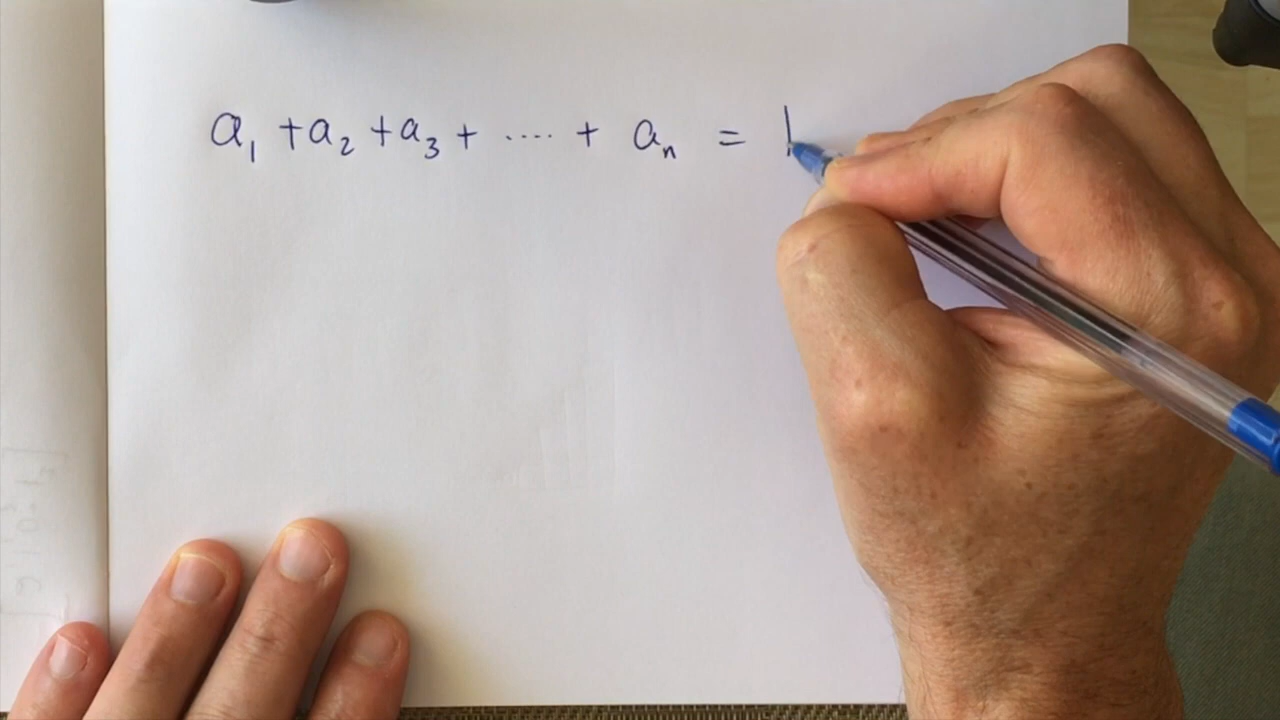 a₁ + a₂ + a₃ + .... + aₙ =